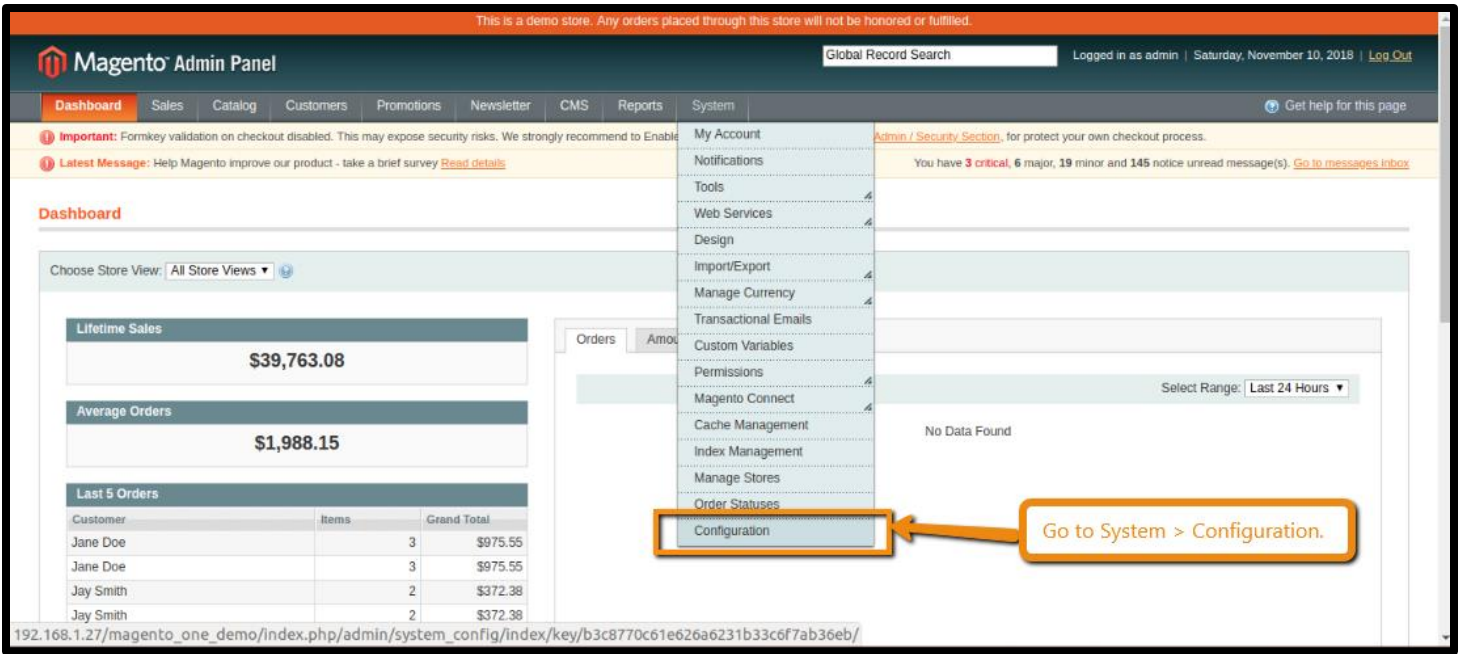 This is a demo store. Any orders placed through this store will not be honored or fulfilled.
Magento Admin Panel
Global Record Search
Logged in as admin | Saturday, November 10, 2018 | Log Out
Dashboard Sales Catalog Customers Promotions Newsletter CMS Reports System Get help for this page
Important: Formkey validation on checkout disabled. This may expose security risks. We strongly recommend to Enable Admin / Security Section, for protect your own checkout process.
Latest Message: Help Magento improve our product - take a brief survey Read details
You have 3 critical, 6 major, 19 minor and 145 notice unread message(s). Go to messages inbox
My Account
Notifications
Tools
Web Services
Design
Import/Export
Manage Currency
Transactional Emails
Custom Variables
Permissions
Magento Connect
Cache Management
Index Management
Manage Stores
Order Statuses
Configuration
Go to System > Configuration.
Dashboard
Choose Store View: All Store Views
Lifetime Sales
$39,763.08
Average Orders
$1,988.15
Last 5 Orders
Customer Items Grand Total
Jane Doe 3 $975.55
Jane Doe 3 $975.55
Jay Smith 2 $372.38
Jay Smith 2 $372.38
Orders Amou
Select Range: Last 24 Hours
No Data Found
192.168.1.27/magento_one_demo/index.php/admin/system_config/index/key/b3c8770c61e626a6231b33c6f7ab36eb/